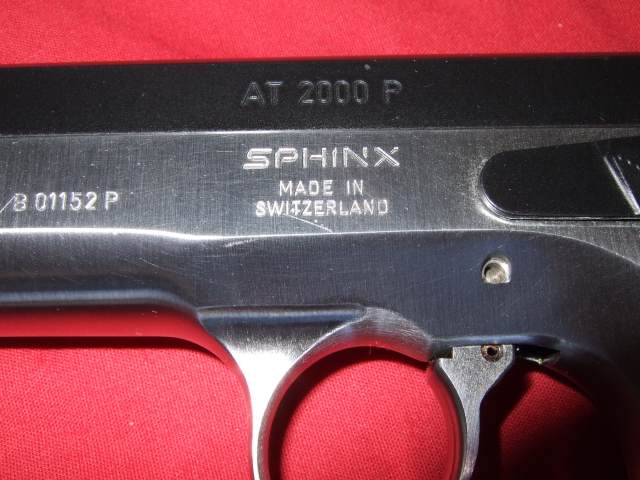 AT 2000 P
SPHINX
MADE IN
SWITZERLAND
/B 01152 P